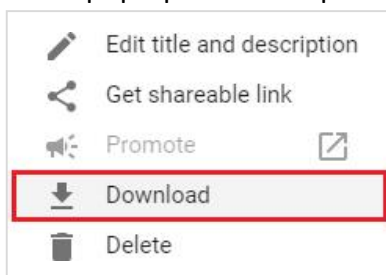 Edit title and description
Get shareable link
Promote
Download
Delete